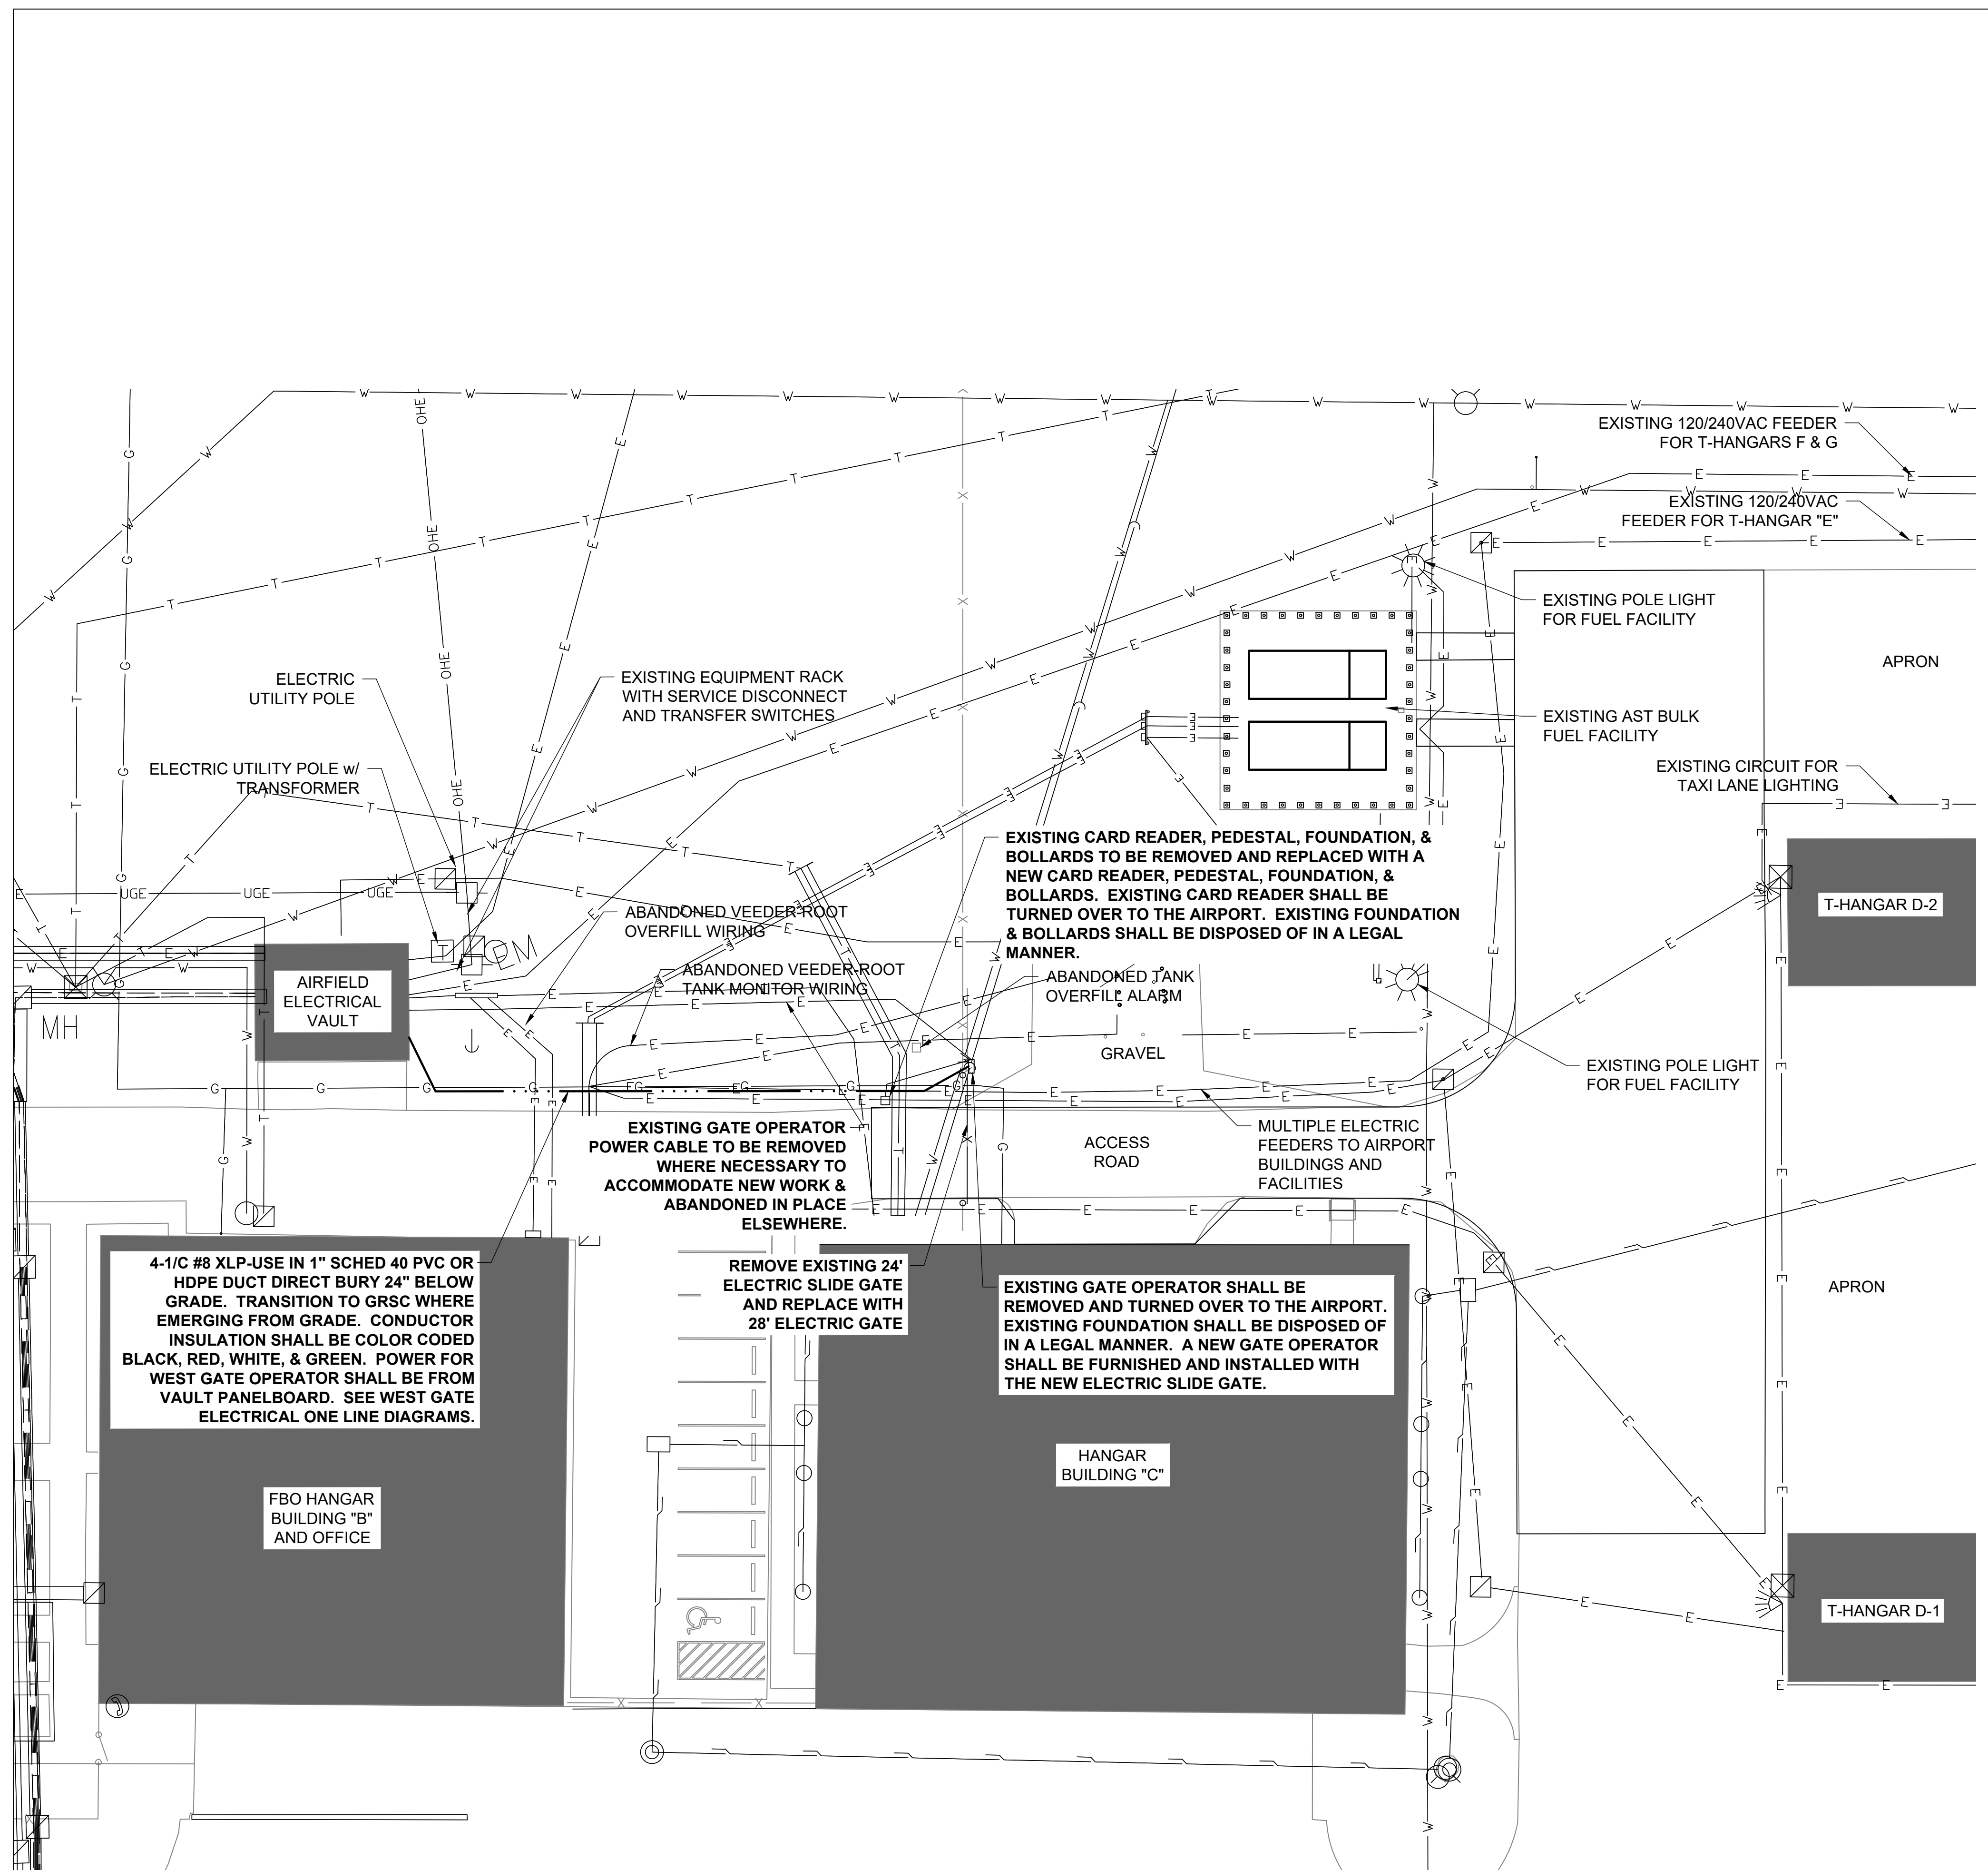 EXISTING 120/240VAC FEEDER
FOR T-HANGARS F & G
EXISTING 120/240VAC
FEEDER FOR T-HANGAR "E"
EXISTING POLE LIGHT
FOR FUEL FACILITY
APRON
ELECTRIC
UTILITY POLE
EXISTING EQUIPMENT RACK
WITH SERVICE DISCONNECT
AND TRANSFER SWITCHES
EXISTING AST BULK
FUEL FACILITY
ELECTRIC UTILITY POLE w/
TRANSFORMER
EXISTING CIRCUIT FOR
TAXI LANE LIGHTING
EXISTING CARD READER, PEDESTAL, FOUNDATION, &
BOLLARDS TO BE REMOVED AND REPLACED WITH A
NEW CARD READER, PEDESTAL, FOUNDATION, &
BOLLARDS. EXISTING CARD READER SHALL BE
TURNED OVER TO THE AIRPORT. EXISTING FOUNDATION
& BOLLARDS SHALL BE DISPOSED OF IN A LEGAL
MANNER.
T-HANGAR D-2
UGE UGE UGE
OHE
OHE
OHE
OHE
ABANDONED VEEDER-ROOT
OVERFILL WIRING
EM
ABANDONED VEEDER-ROOT
TANK MONITOR WIRING
ABANDONED TANK
OVERFILL ALARM
AIRFIELD
ELECTRICAL
VAULT
MH
GRAVEL
EXISTING POLE LIGHT
FOR FUEL FACILITY
EXISTING GATE OPERATOR
POWER CABLE TO BE REMOVED
WHERE NECESSARY TO
ACCOMMODATE NEW WORK &
ABANDONED IN PLACE
ELSEWHERE.
ACCESS
ROAD
MULTIPLE ELECTRIC
FEEDERS TO AIRPORT
BUILDINGS AND
FACILITIES
4-1/C #8 XLP-USE IN 1" SCHED 40 PVC OR
HDPE DUCT DIRECT BURY 24" BELOW
GRADE. TRANSITION TO GRSC WHERE
EMERGING FROM GRADE. CONDUCTOR
INSULATION SHALL BE COLOR CODED
BLACK, RED, WHITE, & GREEN. POWER FOR
WEST GATE OPERATOR SHALL BE FROM
VAULT PANELBOARD. SEE WEST GATE
ELECTRICAL ONE LINE DIAGRAMS.
REMOVE EXISTING 24'
ELECTRIC SLIDE GATE
AND REPLACE WITH
28' ELECTRIC GATE
EXISTING GATE OPERATOR SHALL BE
REMOVED AND TURNED OVER TO THE AIRPORT.
EXISTING FOUNDATION SHALL BE DISPOSED OF
IN A LEGAL MANNER. A NEW GATE OPERATOR
SHALL BE FURNISHED AND INSTALLED WITH
THE NEW ELECTRIC SLIDE GATE.
APRON
HANGAR
BUILDING "C"
FBO HANGAR
BUILDING "B"
AND OFFICE
T-HANGAR D-1